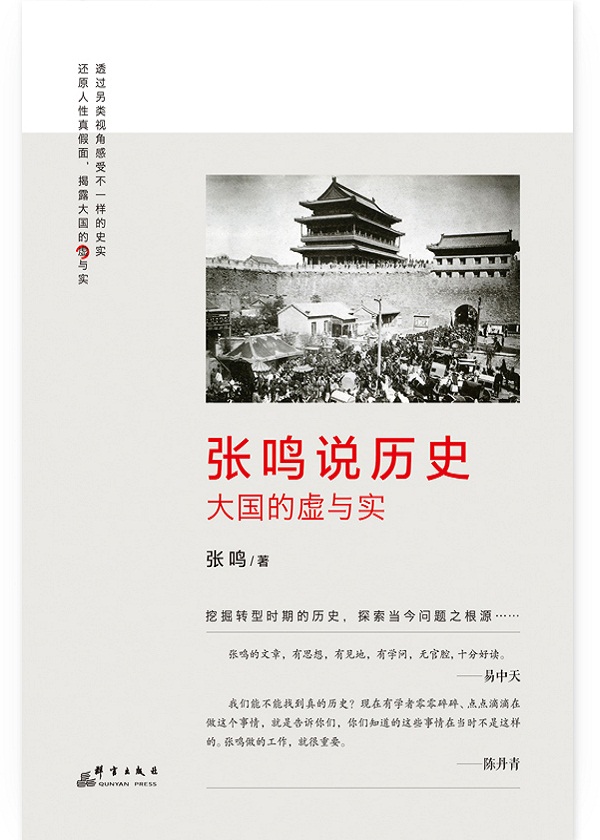 透过另类视角感受不一样的史实
还原人性真假面，揭露大国的虚与实
张鸣说历史
大国的虚与实
张鸣/著
挖掘转型时期的历史，探索当今问题之根源……
张鸣的文章，有思想，有见地，有学问，无官腔，十分好读。
——易中天
我们能不能找到真的历史？现在有学者零零碎碎、点点滴滴在
做这个事情，就是告诉你们，你们知道的这些事情在当时不是这样
的。张鸣做的工作，就很重要。
——陈丹青
群言出版社
QUNYAN PRESS